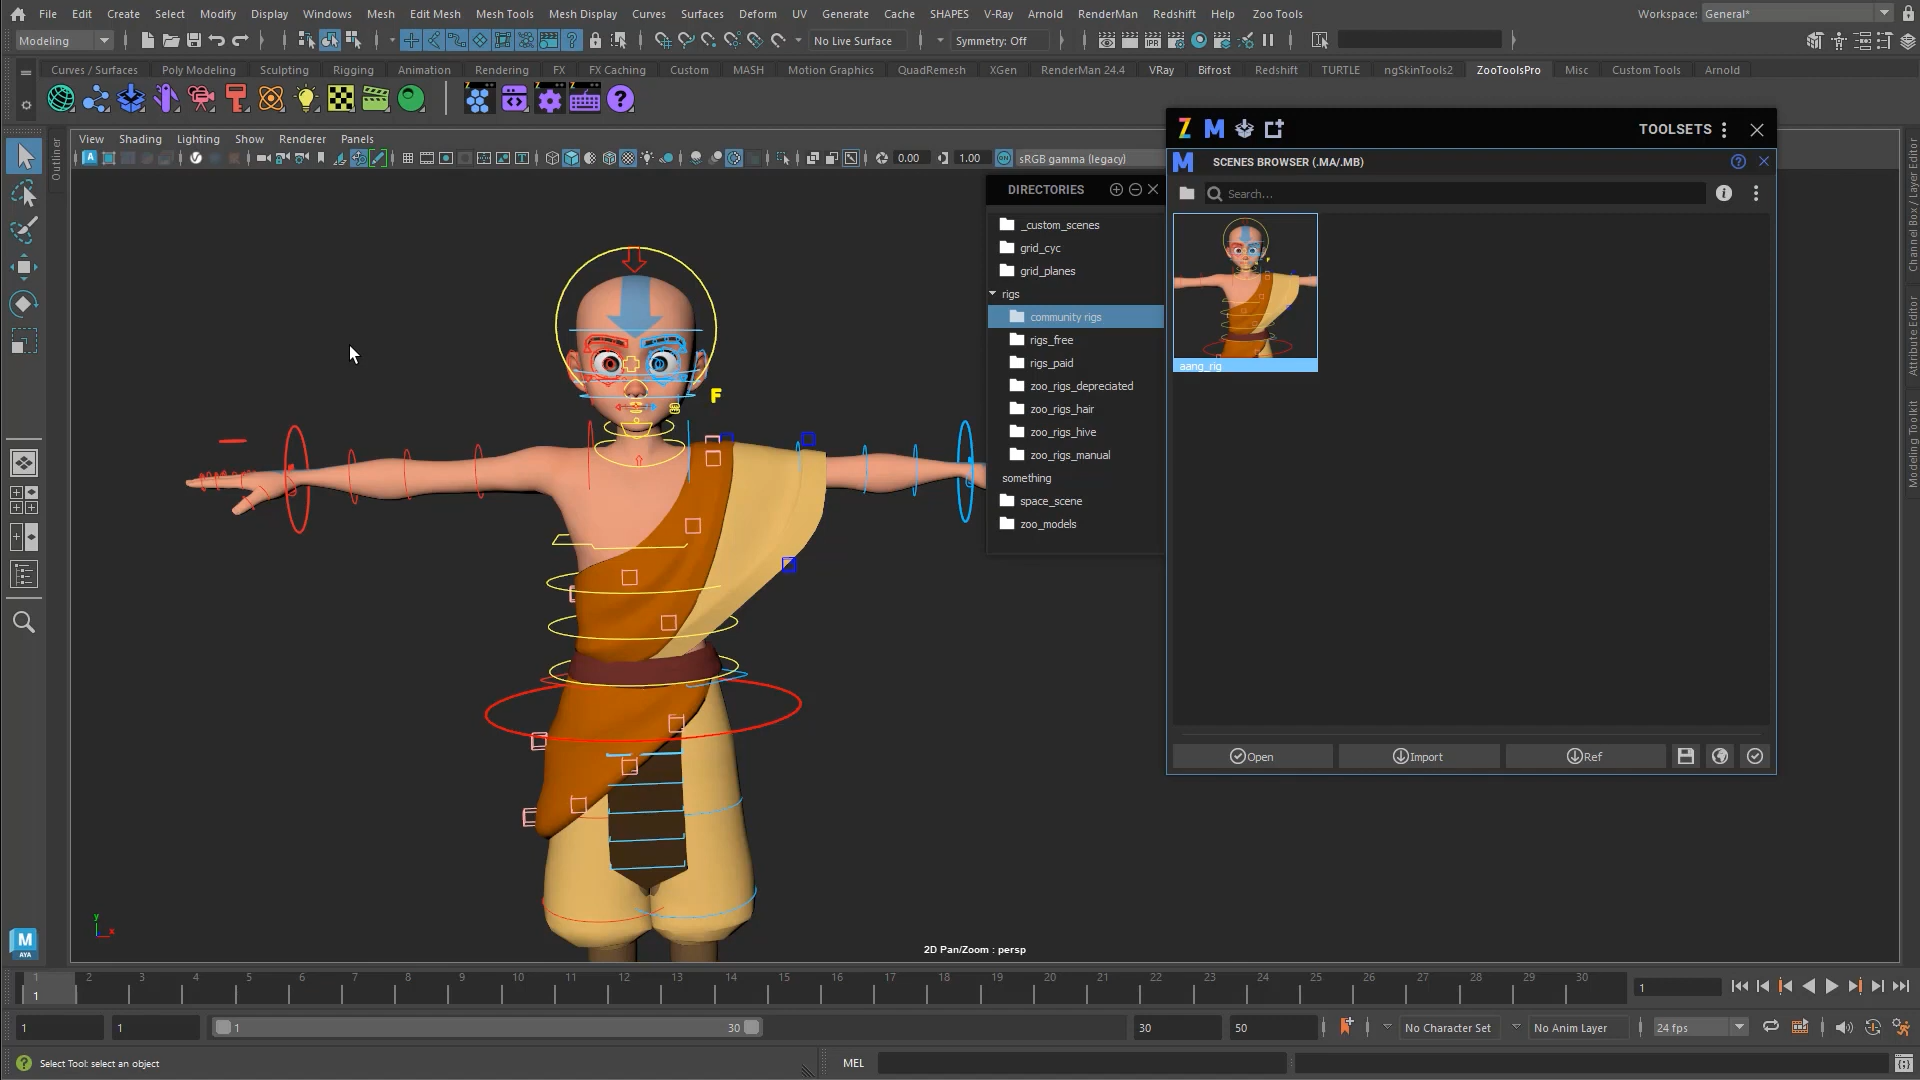 File Edit Create Select Modify Display Windows Mesh Edit Mesh Mesh Tools Mesh Display Curves Surfaces Deform UV Generate Cache SHAPES V-Ray Arnold RenderMan Redshift Help Zoo Tools Workspace: General*
Modeling No Live Surface Symmetry: Off
Curves / Surfaces Poly Modeling Sculpting Rigging Animation Rendering FX FX Caching Custom MASH Motion Graphics QuadRemesh XGen RenderMan 24.4 VRay Bifrost Redshift TURTLE ngSkinTools2 ZooToolsPro Misc Custom Tools Arnold
View Shading Lighting Show Renderer Panels
0.00 1.00 sRGB gamma (legacy)
Outliner
F
2D Pan/Zoom : persp
DIRECTORIES
_custom_scenes
grid_cyc
grid_planes
rigs
community rigs
rigs_free
rigs_paid
zoo_rigs_depreciated
zoo_rigs_hair
zoo_rigs_hive
zoo_rigs_manual
something
space_scene
zoo_models
TOOLSETS
SCENES BROWSER (.MA/.MB)
Search...
aang_rig
Open Import Ref
Channel Box / Layer Editor
Attribute Editor
Modeling Toolkit
M
AYA
y
x
1 2 3 4 5 6 7 8 9 10 11 12 13 14 15 16 17 18 19 20 21 22 23 24 25 26 27 28 29 30
1 1
1 1 1 30 30 50 No Character Set No Anim Layer 24 fps
Select Tool: select an object MEL